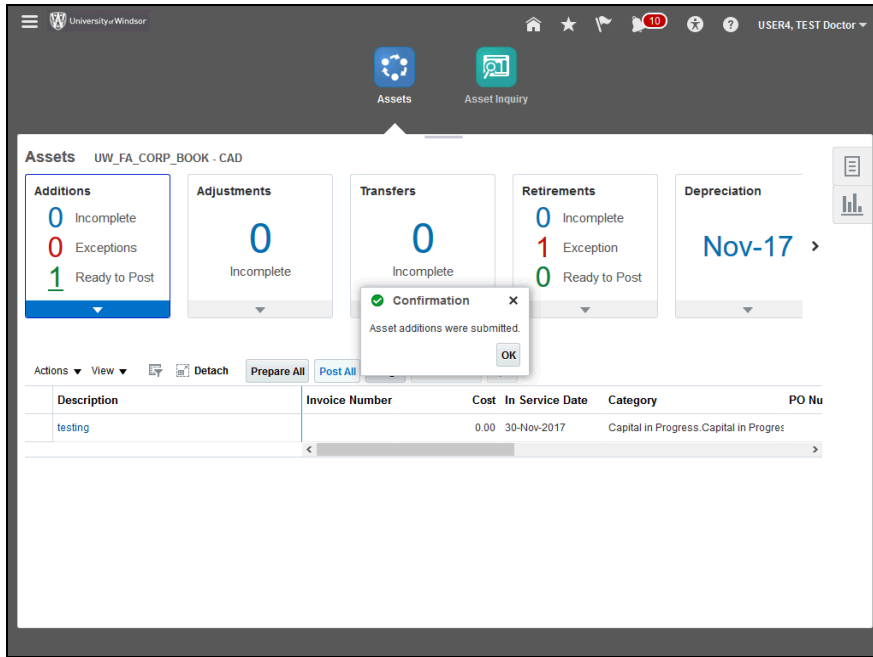 University of Windsor
10
USER4, TEST Doctor
Assets
Asset Inquiry
Assets UW_FA_CORP_BOOK - CAD
Additions
0 Incomplete
0 Exceptions
1 Ready to Post
Adjustments
0
Incomplete
Transfers
0
Incomplete
Retirements
0 Incomplete
1 Exception
0 Ready to Post
Depreciation
Nov-17
Confirmation
Asset additions were submitted.
OK
Actions View Detach Prepare All Post All
Description Invoice Number Cost In Service Date Category PO Nu
testing 0.00 30-Nov-2017 Capital in Progress.Capital in Progres